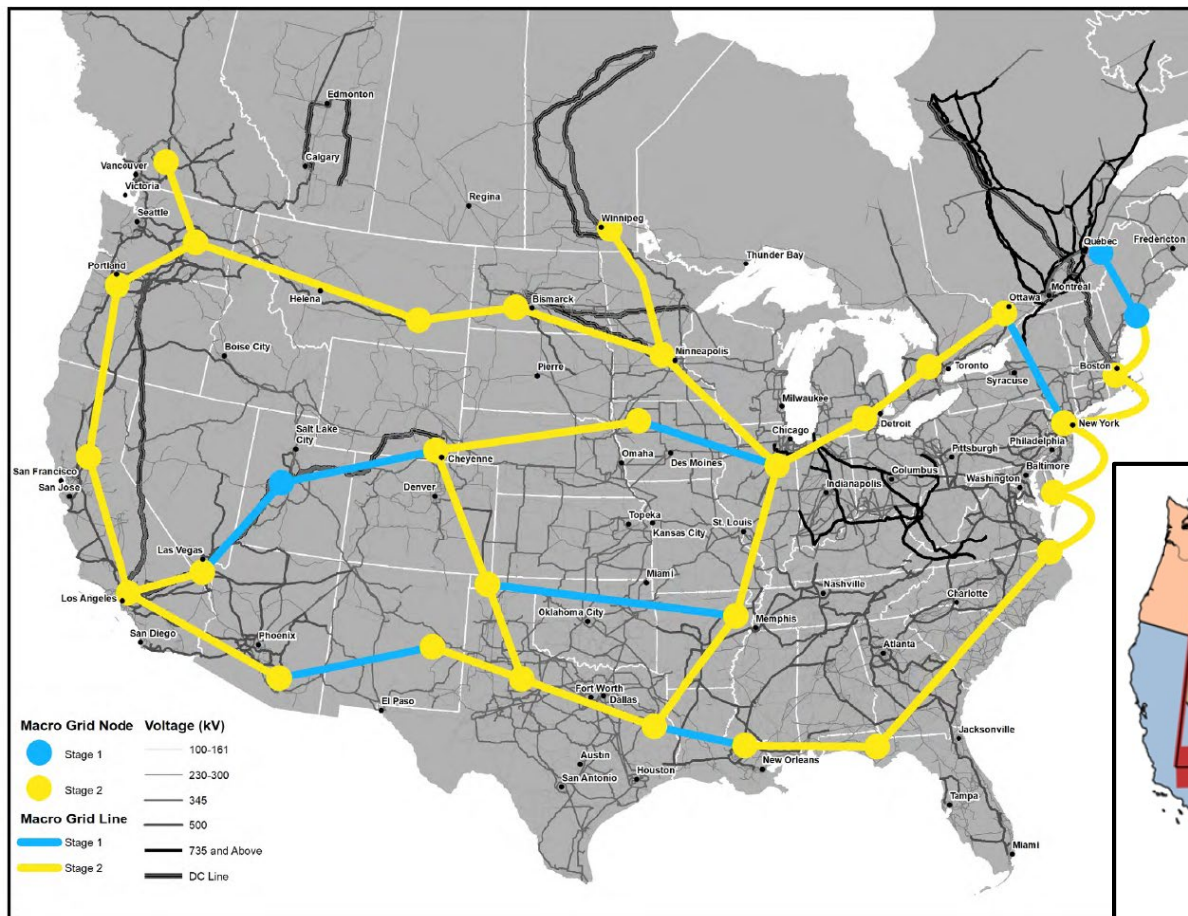 Edmonton
Calgary
Vancouver
Victoria
Seattle
Regina
Winnipeg
Thunder Bay
Québec
Fredericton
Montréal
Ottawa
Portland
Helena
Bismarck
Boise City
Pierre
Minneapolis
Toronto
Syracuse
Boston
Milwaukee
Detroit
New York
Chicago
Salt Lake
City
Cheyenne
Omaha
Des Moines
Pittsburgh
Philadelphia
Baltimore
Columbus
Washington
Indianapolis
San Francisco
San Jose
Denver
Topeka
Kansas City
St. Louis
Las Vegas
Miami
Nashville
Charlotte
Los Angeles
Oklahoma City
Memphis
San Diego
Phoenix
Atlanta
El Paso
Fort Worth
Dallas
Jacksonville
Austin
San Antonio
Houston
New Orleans
Tampa
Miami
Macro Grid Node
Stage 1
Stage 2
Macro Grid Line
Stage 1
Stage 2
Voltage (kV)
100-161
230-300
345
500
735 and Above
DC Line